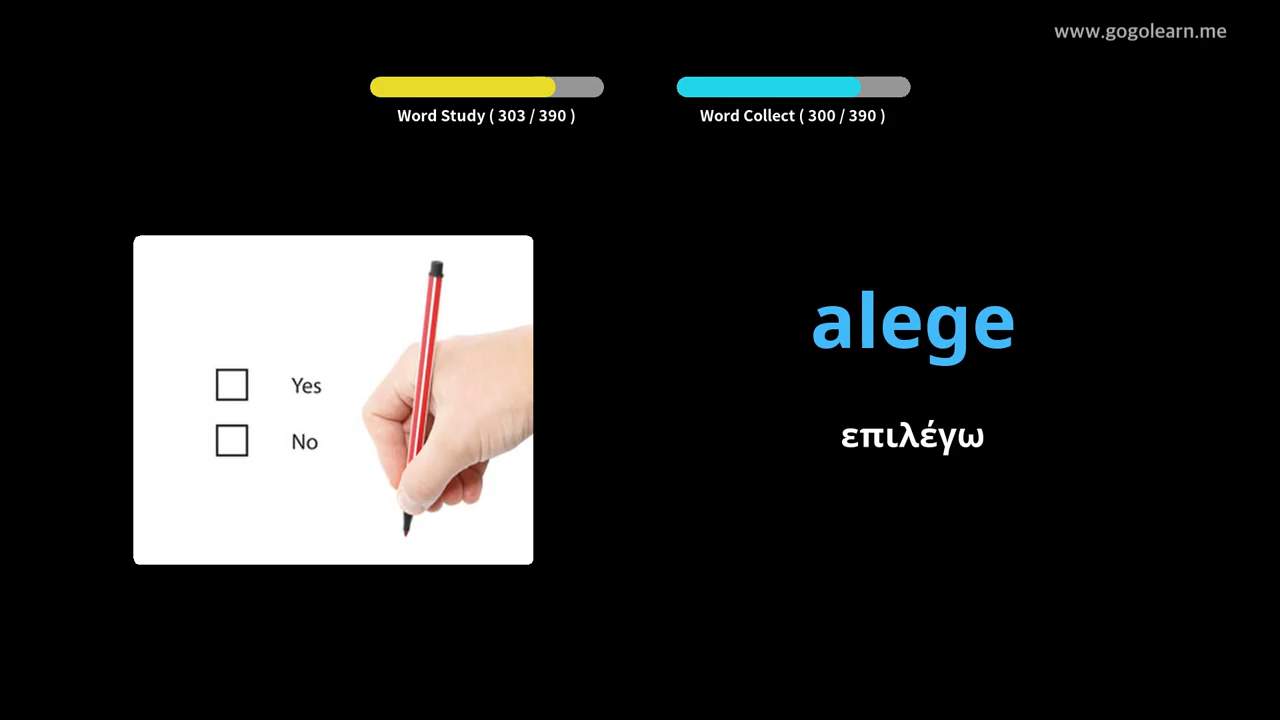 www.gogolearn.me
Word Study ( 303 / 390 )
Word Collect ( 300 / 390 )
Yes
No
alege
επιλέγω